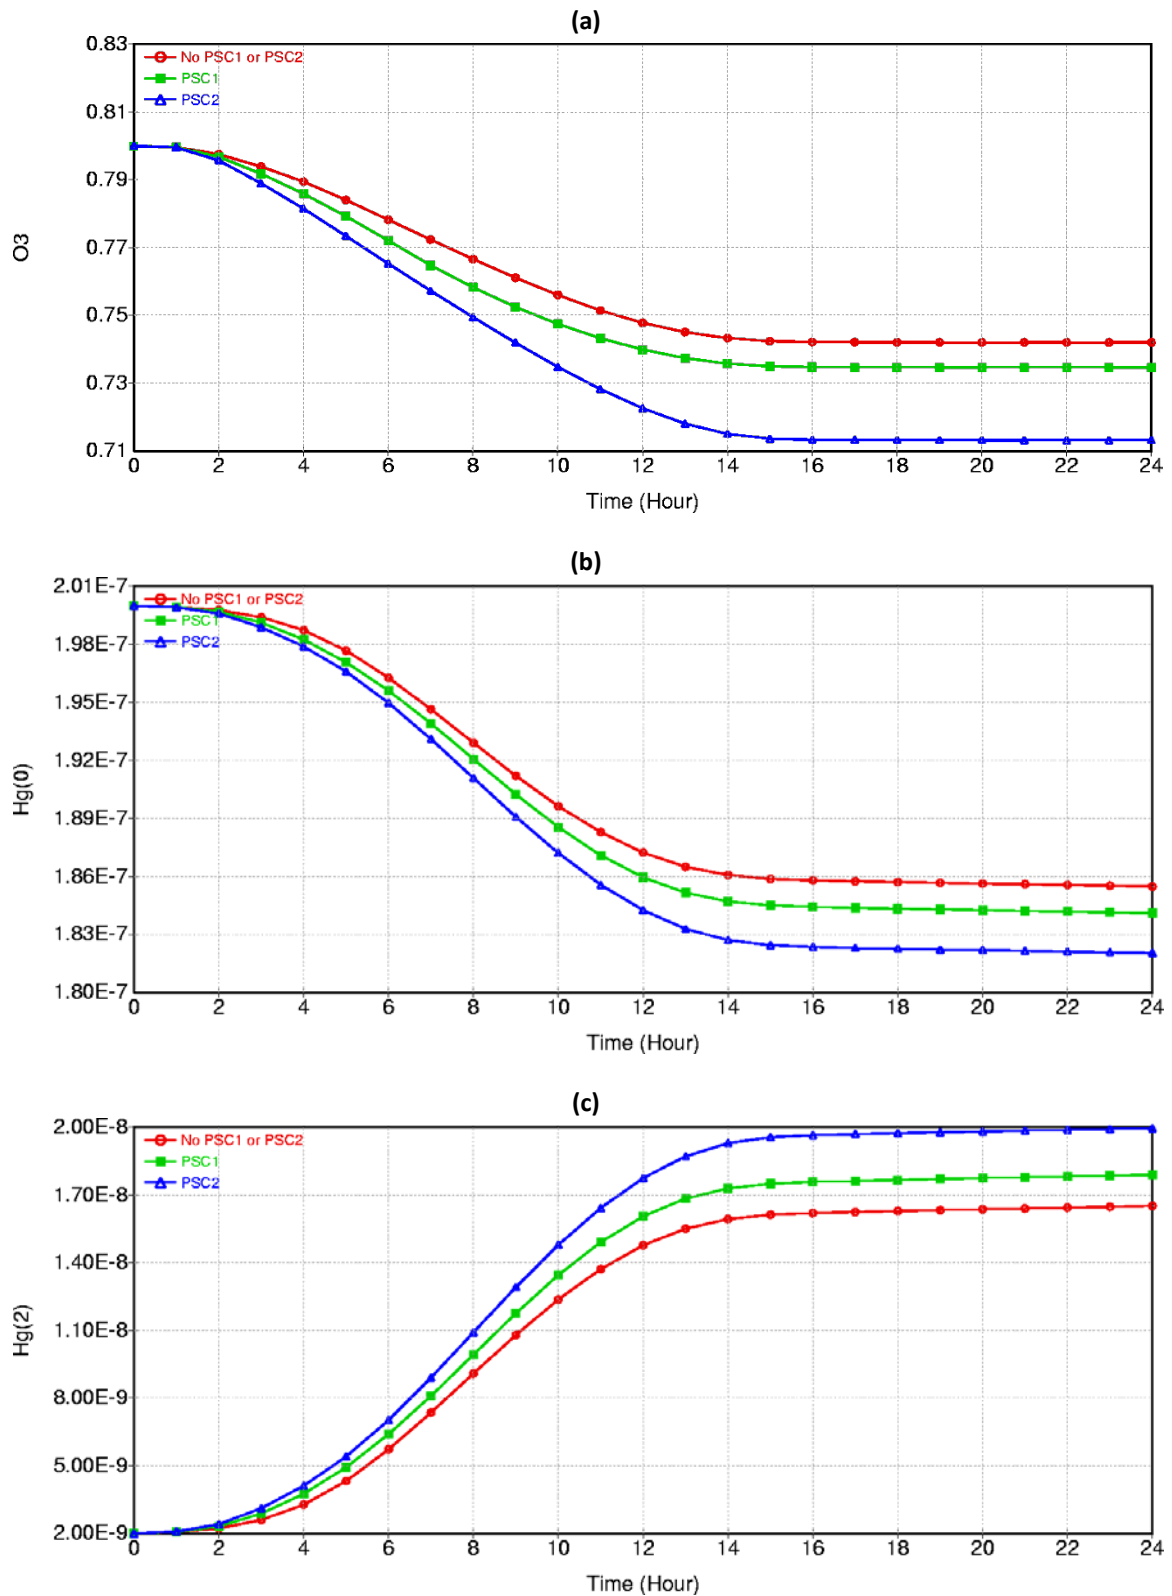 (a)
0.83
No PSC1 or PSC2
PSC1
PSC2
0.81
0.79
0.77
O3
0.75
0.73
0.71
0 2 4 6 8 10 12 14 16 18 20 22 24
Time (Hour)
(b)
2.01E-7
No PSC1 or PSC2
PSC1
PSC2
1.98E-7
1.95E-7
1.92E-7
Hg(0)
1.89E-7
1.86E-7
1.83E-7
1.80E-7
0 2 4 6 8 10 12 14 16 18 20 22 24
Time (Hour)
(c)
2.00E-8
No PSC1 or PSC2
PSC1
PSC2
1.70E-8
1.40E-8
Hg(2)
1.10E-8
8.00E-9
5.00E-9
2.00E-9
0 2 4 6 8 10 12 14 16 18 20 22 24
Time (Hour)